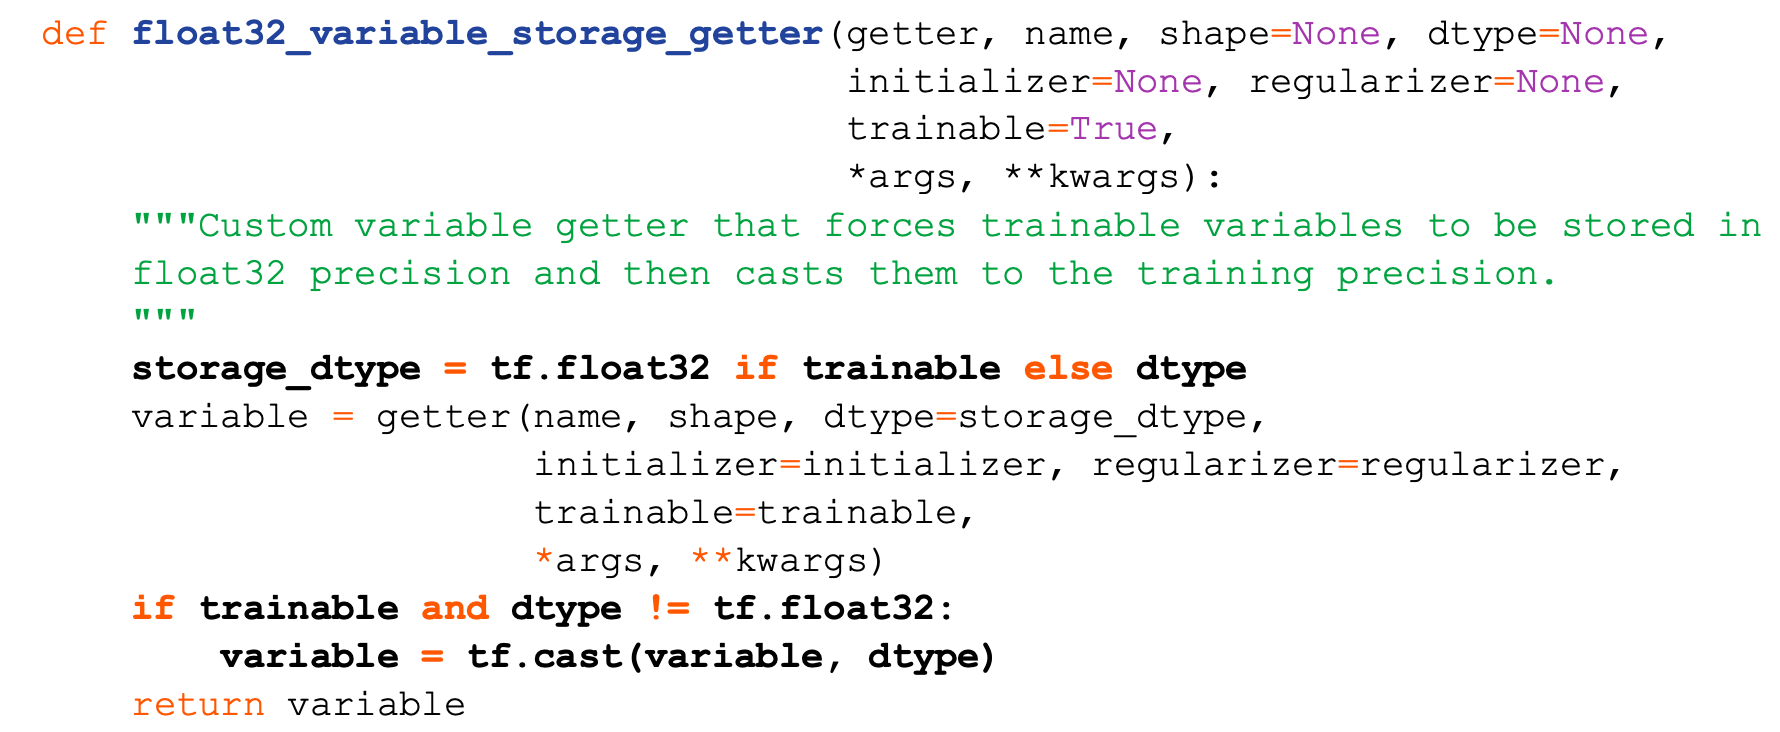 def float32_variable_storage_getter(getter, name, shape=None, dtype=None,
                                    initializer=None, regularizer=None,
                                    trainable=True,
                                    *args, **kwargs):
    """Custom variable getter that forces trainable variables to be stored in
    float32 precision and then casts them to the training precision.
    """
    storage_dtype = tf.float32 if trainable else dtype
    variable = getter(name, shape, dtype=storage_dtype,
                      initializer=initializer, regularizer=regularizer,
                      trainable=trainable,
                      *args, **kwargs)
    if trainable and dtype != tf.float32:
        variable = tf.cast(variable, dtype)
    return variable